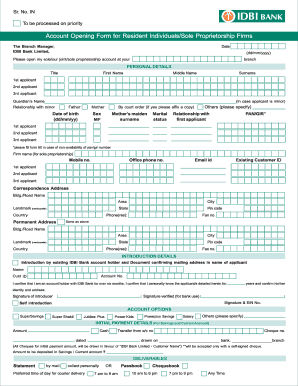 Sr. No. IN
IDBI BANK
To be processed on priority
Account Opening Form for Resident Individuals/Sole Proprietorship Firms
The Branch Manager,
IDBI Bank Limited,
Date
(dd/mm/yyyy)
Please open my sole/our joint/sole proprietorship account at your branch
PERSONAL DETAILS
Title First Name Middle Name Surname
1st applicant
2nd applicant
3rd applicant
Guardian's Name (in case applicant is minor)
Relationship with minor Father Mother By court order (if yes please affix a copy) Others (please specify)
Date of birth (dd/mm/yy) Sex M/F Mother's maiden surname Marital status Relationship with first applicant PAN/GIR*
1st applicant
2nd applicant
3rd applicant
*please fill form 60 in case of non-availability of pan/gir number
Firm name (for sole proprietorship)
Mobile no. Office phone no. Email id Existing Customer ID
1st applicant
2nd applicant
3rd applicant
Correspondence Address
Bldg./Road Name
Area City
Landmark State Pin code
Country Phone(res) Fax no.
Permanent Address Same as above
Bldg./Road Name
Area City
Landmark State Pin code
Country Phone(res) Fax no.
INTRODUCTION DETAILS
Introduction by existing IDBI Bank account holder and Document confirming mailing address in name of applicant
Name
Cust ID Account No.
I confirm that I am an account holder with IDBI Bank for over six months. I confirm that I personally know the applicant/s detailed herein for years and confirm his/her
identity and address.
Signature of introducer Signature verified (for bank use)
Self introduction Signature & EIN No.
ACCOUNT OPTIONS
SuperSavings Super Shakti Jubilee Plus Power Kidz Pension Savings Salary Others (please specify)
INITIAL PAYMENT DETAILS
Amount Cash Transfer from a/c no. Cheque no.
dated drawn on bank, branch
(All Cheques for initial payment will be drawn in favour of "IDBI Bank Limited - Customer Name") will be accepted only with a self-signed cheque.
Amount to be deposited in Savings / Current account ₹
DELIVERABLES
Statement by mail collect personally OR Passbook Chequebook
Preferred time of day for courier delivery 7 am to 9 am 10 am to 6 pm 7 pm to 9 pm Any Time